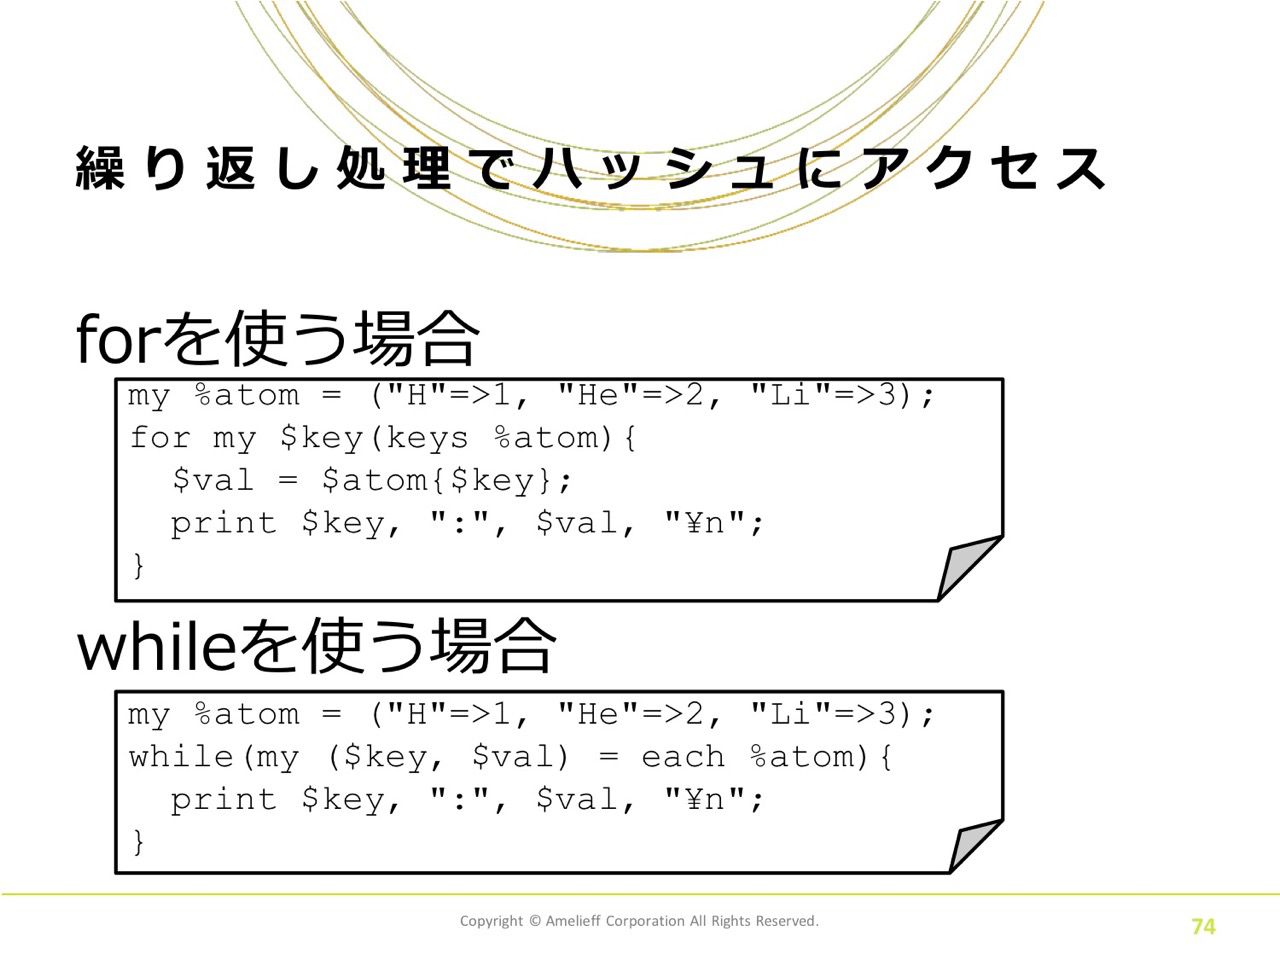 繰り返し処理でハッシュにアクセス
forを使う場合
my %atom = ("H"=>1, "He"=>2, "Li"=>3);
for my $key(keys %atom){
  $val = $atom{$key};
  print $key, ":", $val, "¥n";
}
whileを使う場合
my %atom = ("H"=>1, "He"=>2, "Li"=>3);
while(my ($key, $val) = each %atom){
  print $key, ":", $val, "¥n";
}
Copyright © Amelieff Corporation All Rights Reserved.
74